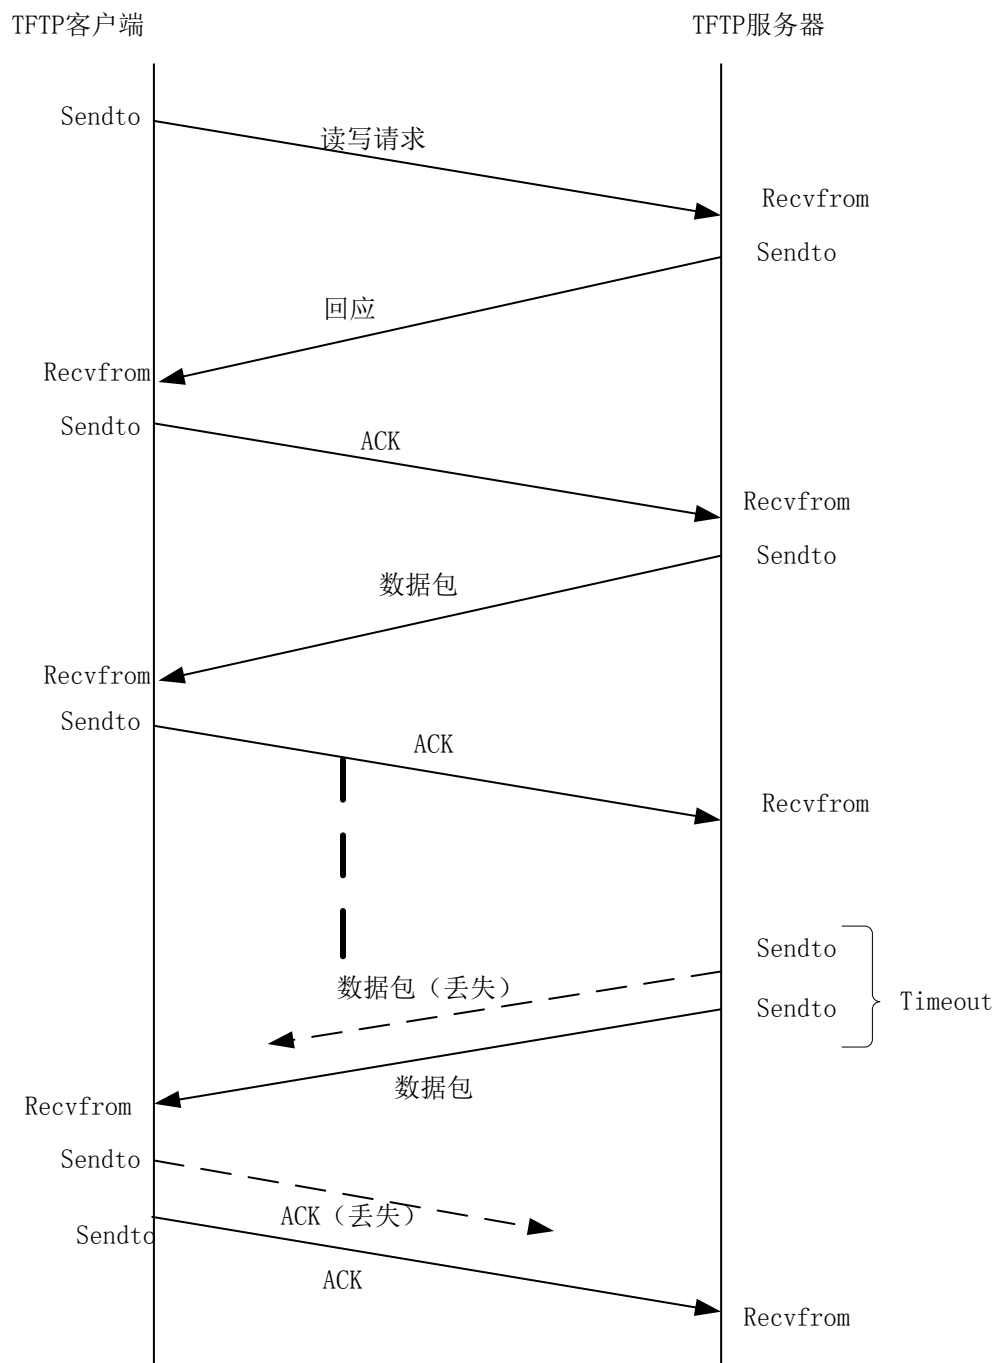 TFTP客户端
TFTP服务器
Sendto
读写请求
Recvfrom
Sendto
回应
Recvfrom
Sendto
ACK
Recvfrom
Sendto
数据包
Recvfrom
Sendto
ACK
Recvfrom
Sendto
数据包（丢失）
Timeout
Sendto
数据包
Recvfrom
Sendto
ACK（丢失）
Sendto
ACK
Recvfrom